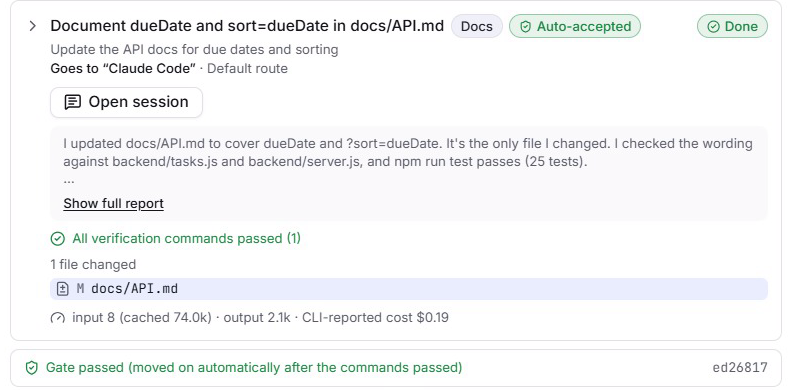 Document dueDate and sort=dueDate in docs/API.md Docs Auto-accepted Done
Update the API docs for due dates and sorting
Goes to “Claude Code” · Default route
Open session
I updated docs/API.md to cover dueDate and ?sort=dueDate. It's the only file I changed. I checked the wording
against backend/tasks.js and backend/server.js, and npm run test passes (25 tests).
...
Show full report
All verification commands passed (1)
1 file changed
M docs/API.md
input 8 (cached 74.0k) · output 2.1k · CLI-reported cost $0.19
Gate passed (moved on automatically after the commands passed) ed26817